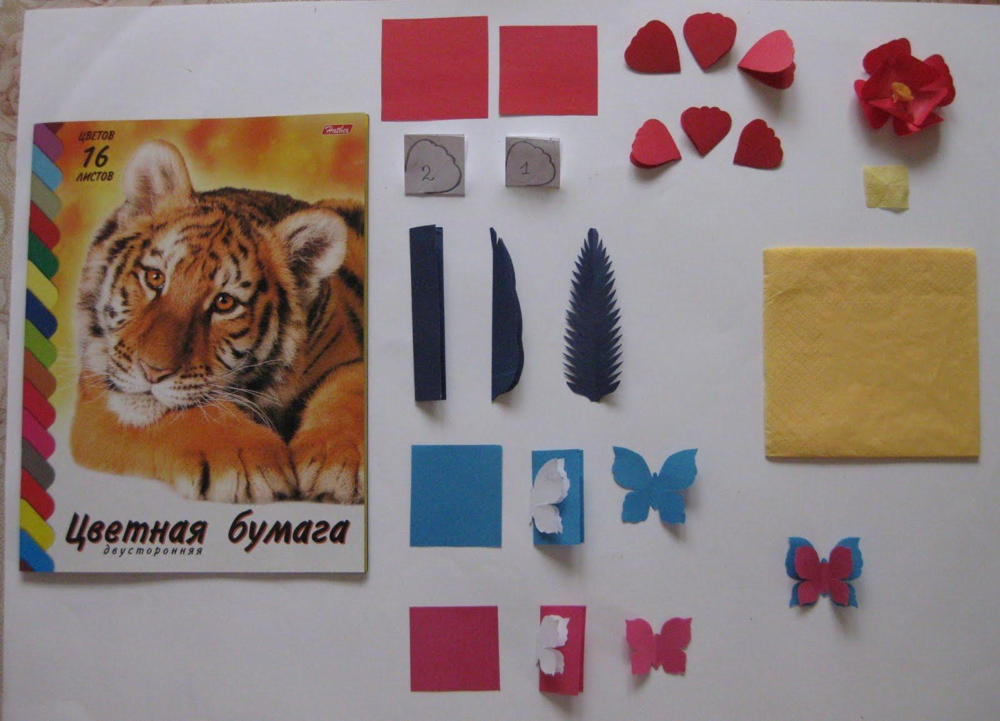 ЦВЕТОВ
16
ЛИСТОВ
Hatber
Цветная бумага
двусторонняя
2
1